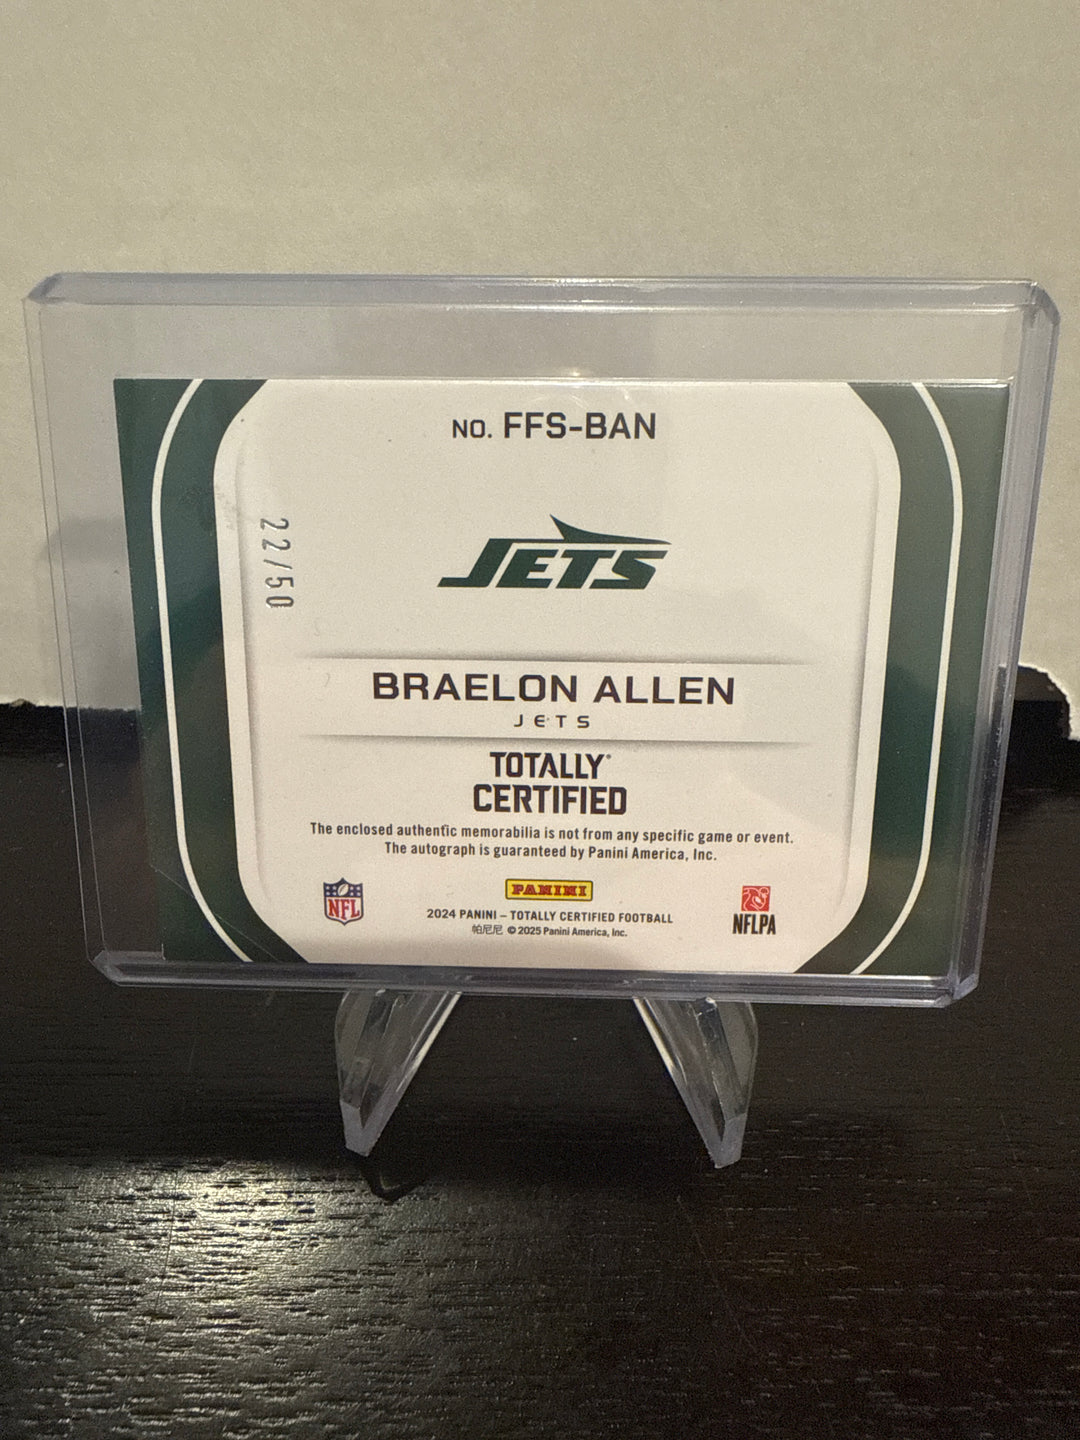 NO. FFS-BAN
JETS
22/50
BRAELON ALLEN
JETS
TOTALLY®
CERTIFIED
The enclosed authentic memorabilia is not from any specific game or event.
The autograph is guaranteed by Panini America, Inc.
NFL
PANINI
2024 PANINI – TOTALLY CERTIFIED FOOTBALL
帕尼尼 © 2025 Panini America, Inc.
NFLPA